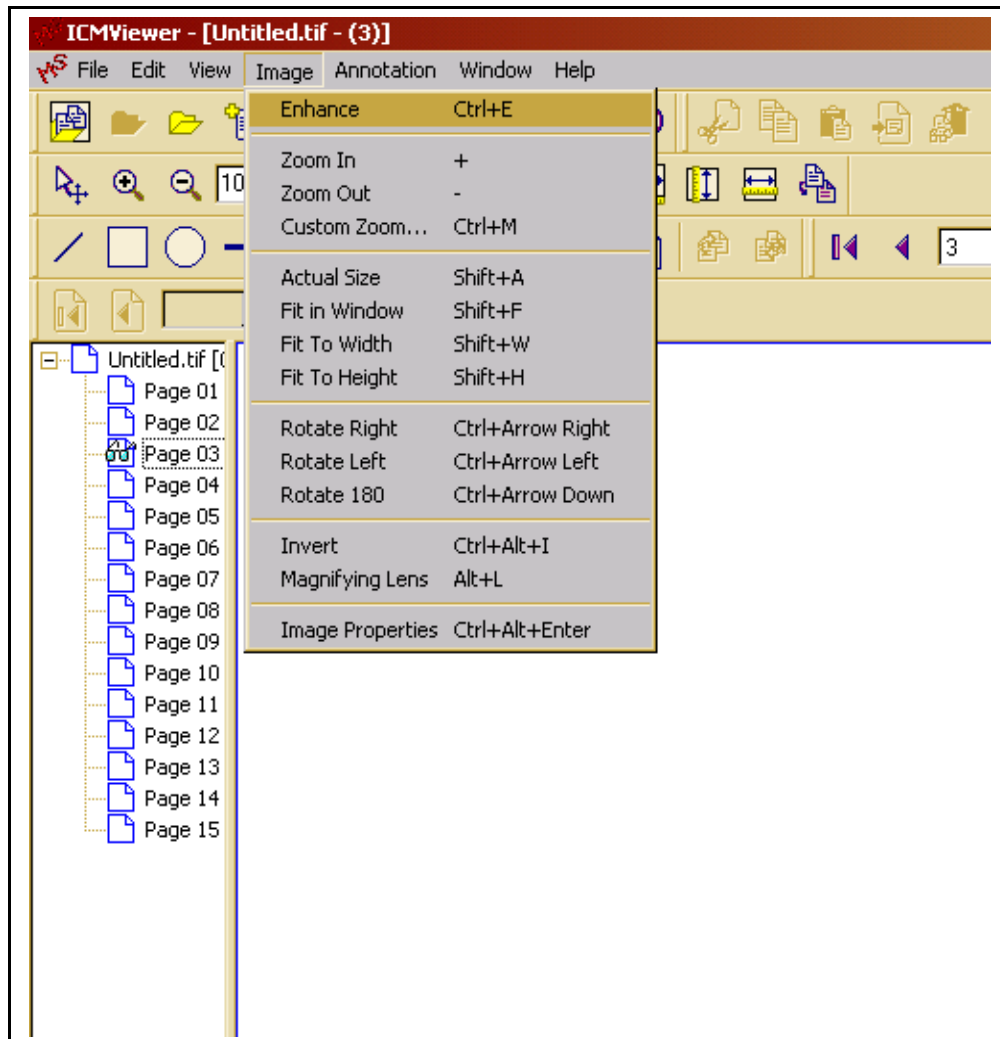 ICMViewer - [Untitled.tif - (3)]
File Edit View Image Annotation Window Help
Enhance Ctrl+E
Zoom In +
10
Zoom Out -
Custom Zoom... Ctrl+M
3
Actual Size Shift+A
Fit in Window Shift+F
Fit To Width Shift+W
Fit To Height Shift+H
Rotate Right Ctrl+Arrow Right
Rotate Left Ctrl+Arrow Left
Rotate 180 Ctrl+Arrow Down
Invert Ctrl+Alt+I
Magnifying Lens Alt+L
Image Properties Ctrl+Alt+Enter
Untitled.tif
Page 01
Page 02
Page 03
Page 04
Page 05
Page 06
Page 07
Page 08
Page 09
Page 10
Page 11
Page 12
Page 13
Page 14
Page 15